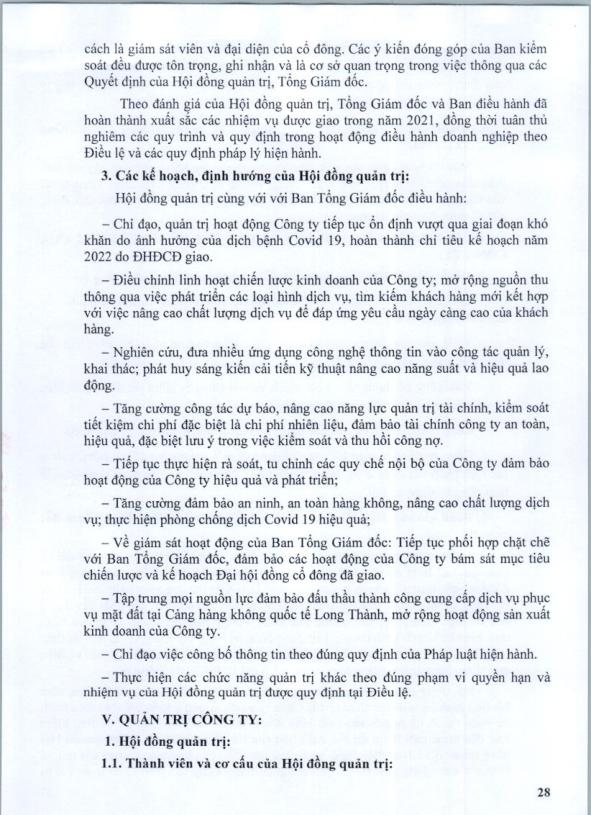 cách là giám sát viên và đại diện của cổ đông. Các ý kiến đóng góp của Ban kiểm
soát đều được tôn trọng, ghi nhận và là cơ sở quan trọng trong việc thông qua các
Quyết định của Hội đồng quản trị, Tổng Giám đốc.
Theo đánh giá của Hội đồng quản trị, Tổng Giám đốc và Ban điều hành đã
hoàn thành xuất sắc các nhiệm vụ được giao trong năm 2021, đồng thời tuân thủ
nghiêm các quy trình và quy định trong hoạt động điều hành doanh nghiệp theo
Điều lệ và các quy định pháp lý hiện hành.
3. Các kế hoạch, định hướng của Hội đồng quản trị:
Hội đồng quản trị cùng với với Ban Tổng Giám đốc điều hành:
– Chỉ đạo, quản trị hoạt động Công ty tiếp tục ổn định vượt qua giai đoạn khó
khăn do ảnh hưởng của dịch bệnh Covid 19, hoàn thành chỉ tiêu kế hoạch năm
2022 do ĐHĐCĐ giao.
– Điều chỉnh linh hoạt chiến lược kinh doanh của Công ty; mở rộng nguồn thu
thông qua việc phát triển các loại hình dịch vụ, tìm kiếm khách hàng mới kết hợp
với việc nâng cao chất lượng dịch vụ để đáp ứng yêu cầu ngày càng cao của khách
hàng.
– Nghiên cứu, đưa nhiều ứng dụng công nghệ thông tin vào công tác quản lý,
khai thác; phát huy sáng kiến cải tiến kỹ thuật nâng cao năng suất và hiệu quả lao
động.
– Tăng cường công tác dự báo, nâng cao năng lực quản trị tài chính, kiểm soát
tiết kiệm chi phí đặc biệt là chi phí nhiên liệu, đảm bảo tài chính công ty an toàn,
hiệu quả, đặc biệt lưu ý trong việc kiểm soát và thu hồi công nợ.
– Tiếp tục thực hiện rà soát, tu chỉnh các quy chế nội bộ của Công ty đảm bảo
hoạt động của Công ty hiệu quả và phát triển;
– Tăng cường đảm bảo an ninh, an toàn hàng không, nâng cao chất lượng dịch
vụ; thực hiện phòng chống dịch Covid 19 hiệu quả;
– Về giám sát hoạt động của Ban Tổng Giám đốc: Tiếp tục phối hợp chặt chẽ
với Ban Tổng Giám đốc, đảm bảo các hoạt động của Công ty bám sát mục tiêu
chiến lược và kế hoạch Đại hội đồng cổ đông đã giao.
– Tập trung mọi nguồn lực đảm bảo đấu thầu thành công cung cấp dịch vụ phục
vụ mặt đất tại Cảng hàng không quốc tế Long Thành, mở rộng hoạt động sản xuất
kinh doanh của Công ty.
– Chỉ đạo việc công bố thông tin theo đúng quy định của Pháp luật hiện hành.
– Thực hiện các chức năng quản trị khác theo đúng phạm vi quyền hạn và
nhiệm vụ của Hội đồng quản trị được quy định tại Điều lệ.
V. QUẢN TRỊ CÔNG TY:
1. Hội đồng quản trị:
1.1. Thành viên và cơ cấu của Hội đồng quản trị:
28